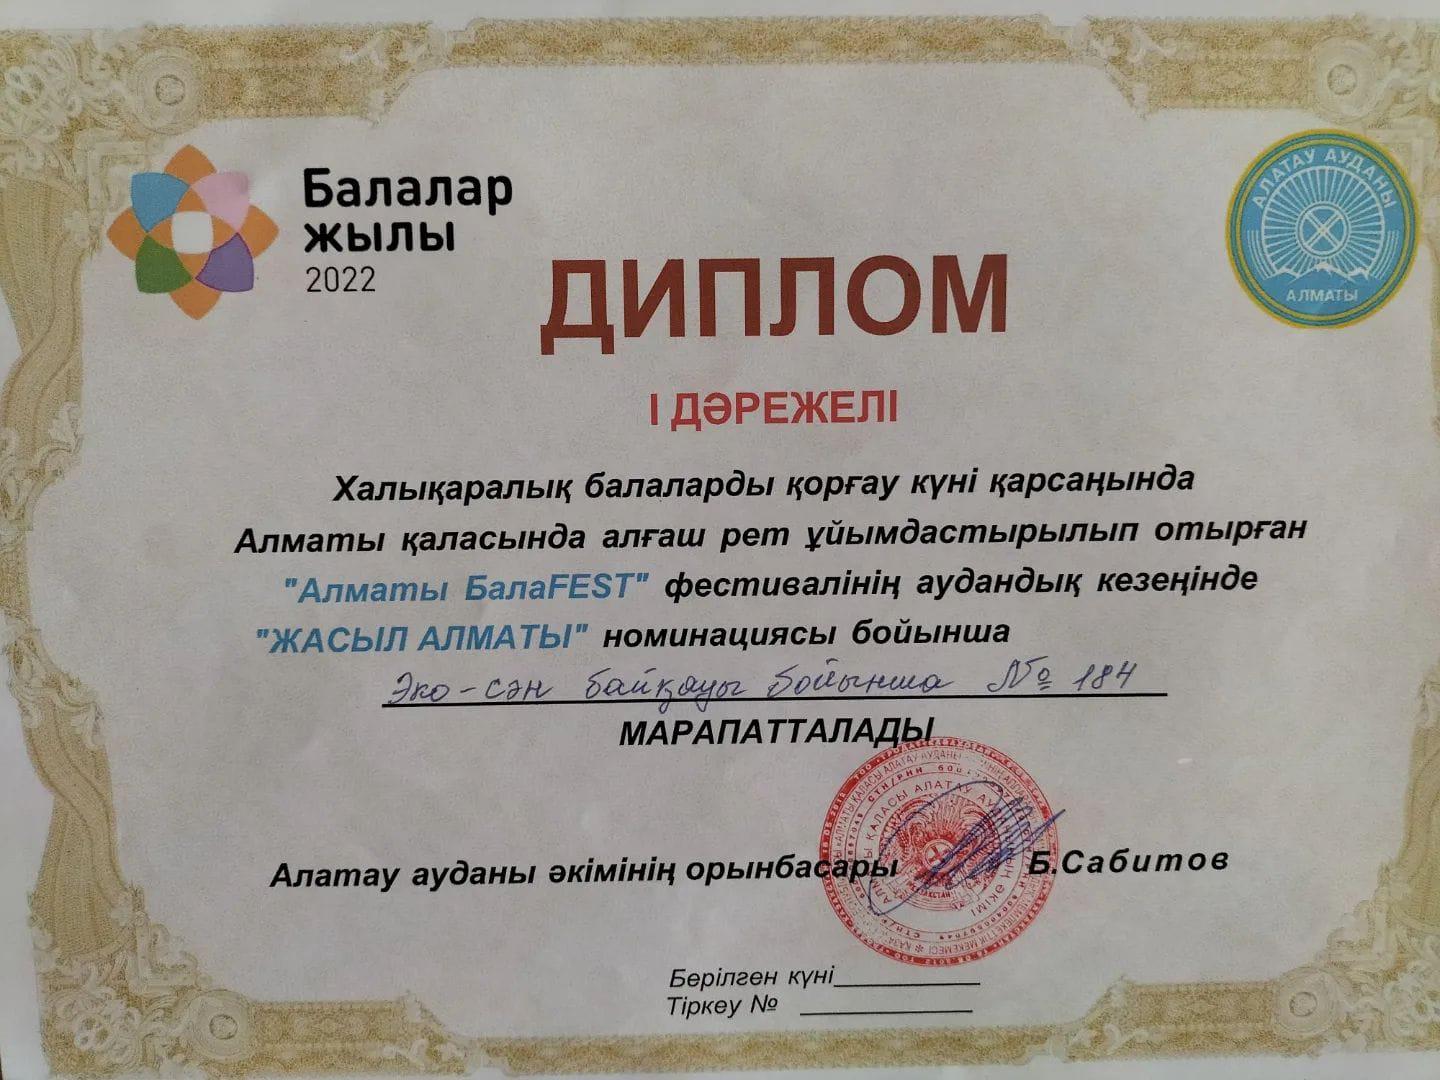 Балалар
жылы
2022
АЛАТАУ АУДАНЫ
АЛМАТЫ
ДИПЛОМ
І ДӘРЕЖЕЛІ
Халықаралық балаларды қорғау күні қарсаңында
Алматы қаласында алғаш рет ұйымдастырылып отырған
"Алматы БалаFEST" фестивалінің аудандық кезеңінде
"ЖАСЫЛ АЛМАТЫ" номинациясы бойынша
Эко-сән байқауы бойынша № 184
МАРАПАТТАЛАДЫ
Алатау ауданы әкімінің орынбасары Б.Сабитов
Берілген күні
Тіркеу №